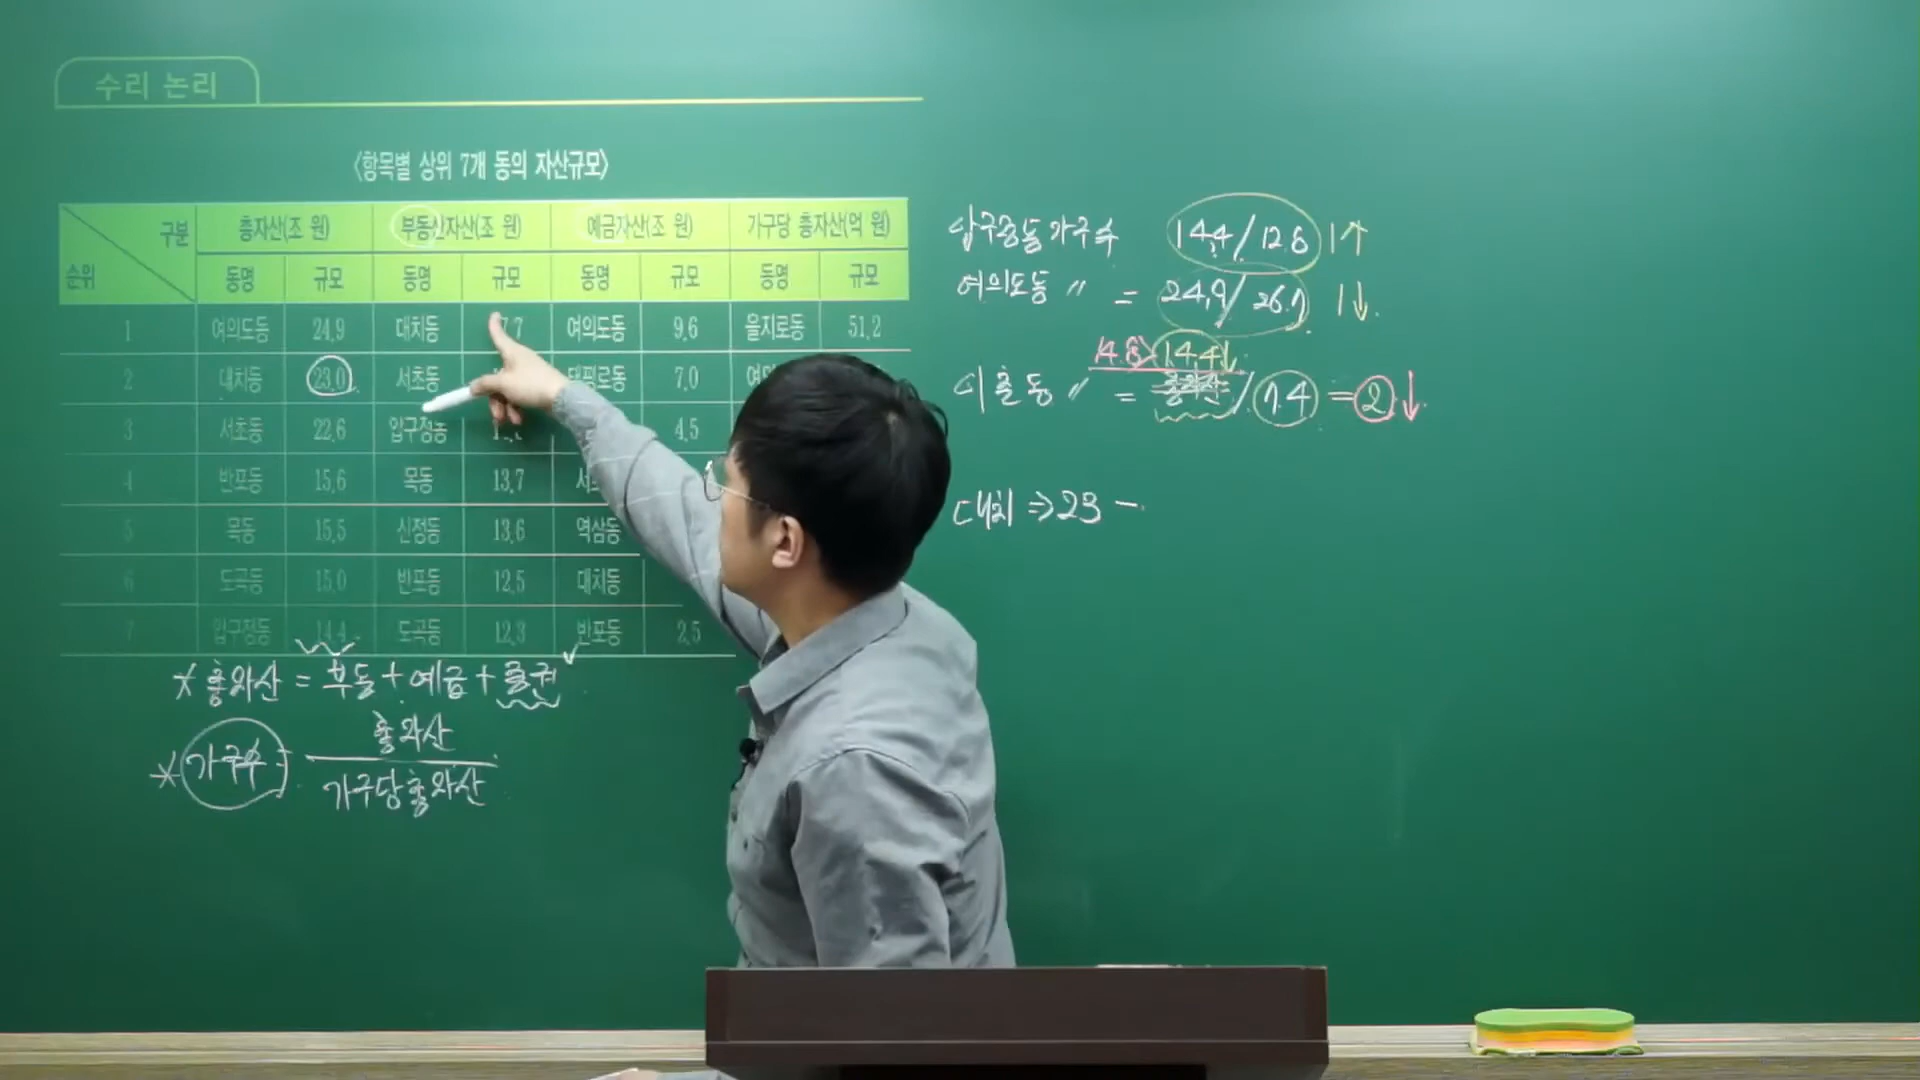 수리 논리
〈항목별 상위 7개 동의 자산규모〉
구분 총자산(조 원) 부동산자산(조 원) 예금자산(조 원) 가구당 총자산(억 원)
순위 동명 규모 동명 규모 동명 규모 동명 규모
1 여의도동 24.9 대치동 7.7 여의도동 9.6 을지로동 51.2
2 대치동 23.0 서초동 태평로동 7.0
3 서초동 22.6 압구정동 4.5
4 반포동 15.6 목동 13.7
5 목동 15.5 신정동 13.6 역삼동
6 도곡동 15.0 반포동 12.5 대치동
7 압구정동 14.4 도곡동 12.3 반포동 2.5
* 총자산 = 부동+예금+증권
* 가구수 = 총자산
가구당총자산
압구정동 가구수 14.4/12.8 1↑
여의도동 〃 = 24.9/26.7 1↓
14.8 > 14.4↓
이촌동 〃 = 총자산/7.4 = 2↓
대치 ⇒ 23 -